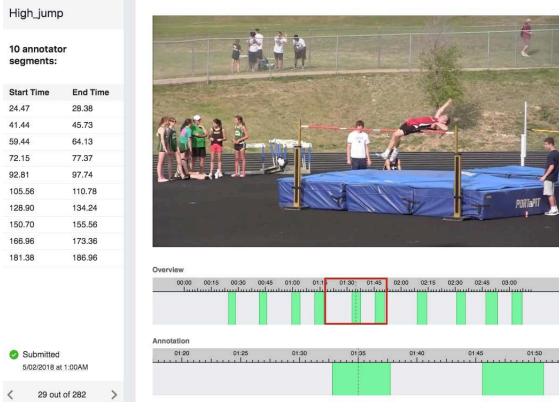 High_jump
10 annotator
segments:
Start Time End Time
24.47 28.38
41.44 45.73
59.44 64.13
72.15 77.37
92.81 97.74
105.56 110.78
128.90 134.24
150.70 155.56
166.96 173.36
181.38 186.96
Submitted
5/02/2018 at 1:00AM
29 out of 282
PORTaPIT
Overview
00:00 00:15 00:30 00:45 01:00 01:15 01:30 01:45 02:00 02:15 02:30 02:45 03:00
Annotation
01:20 01:25 01:30 01:35 01:40 01:45 01:50